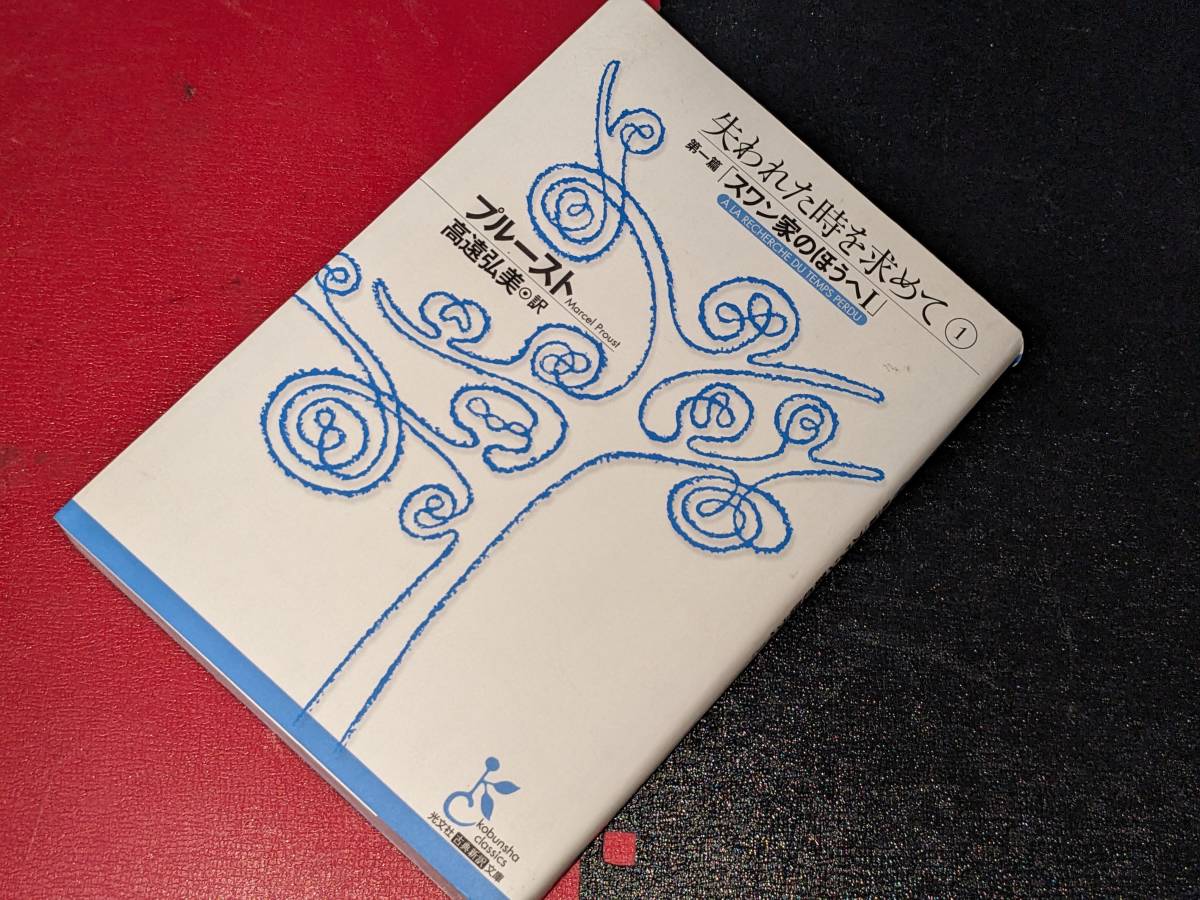 失われた時を求めて①
第一篇「スワン家のほうへI」
A LA RECHERCHE DU TEMPS PERDU
プルースト
Marcel Proust
高遠弘美◉訳
kobunsha
classics
光文社古典新訳文庫